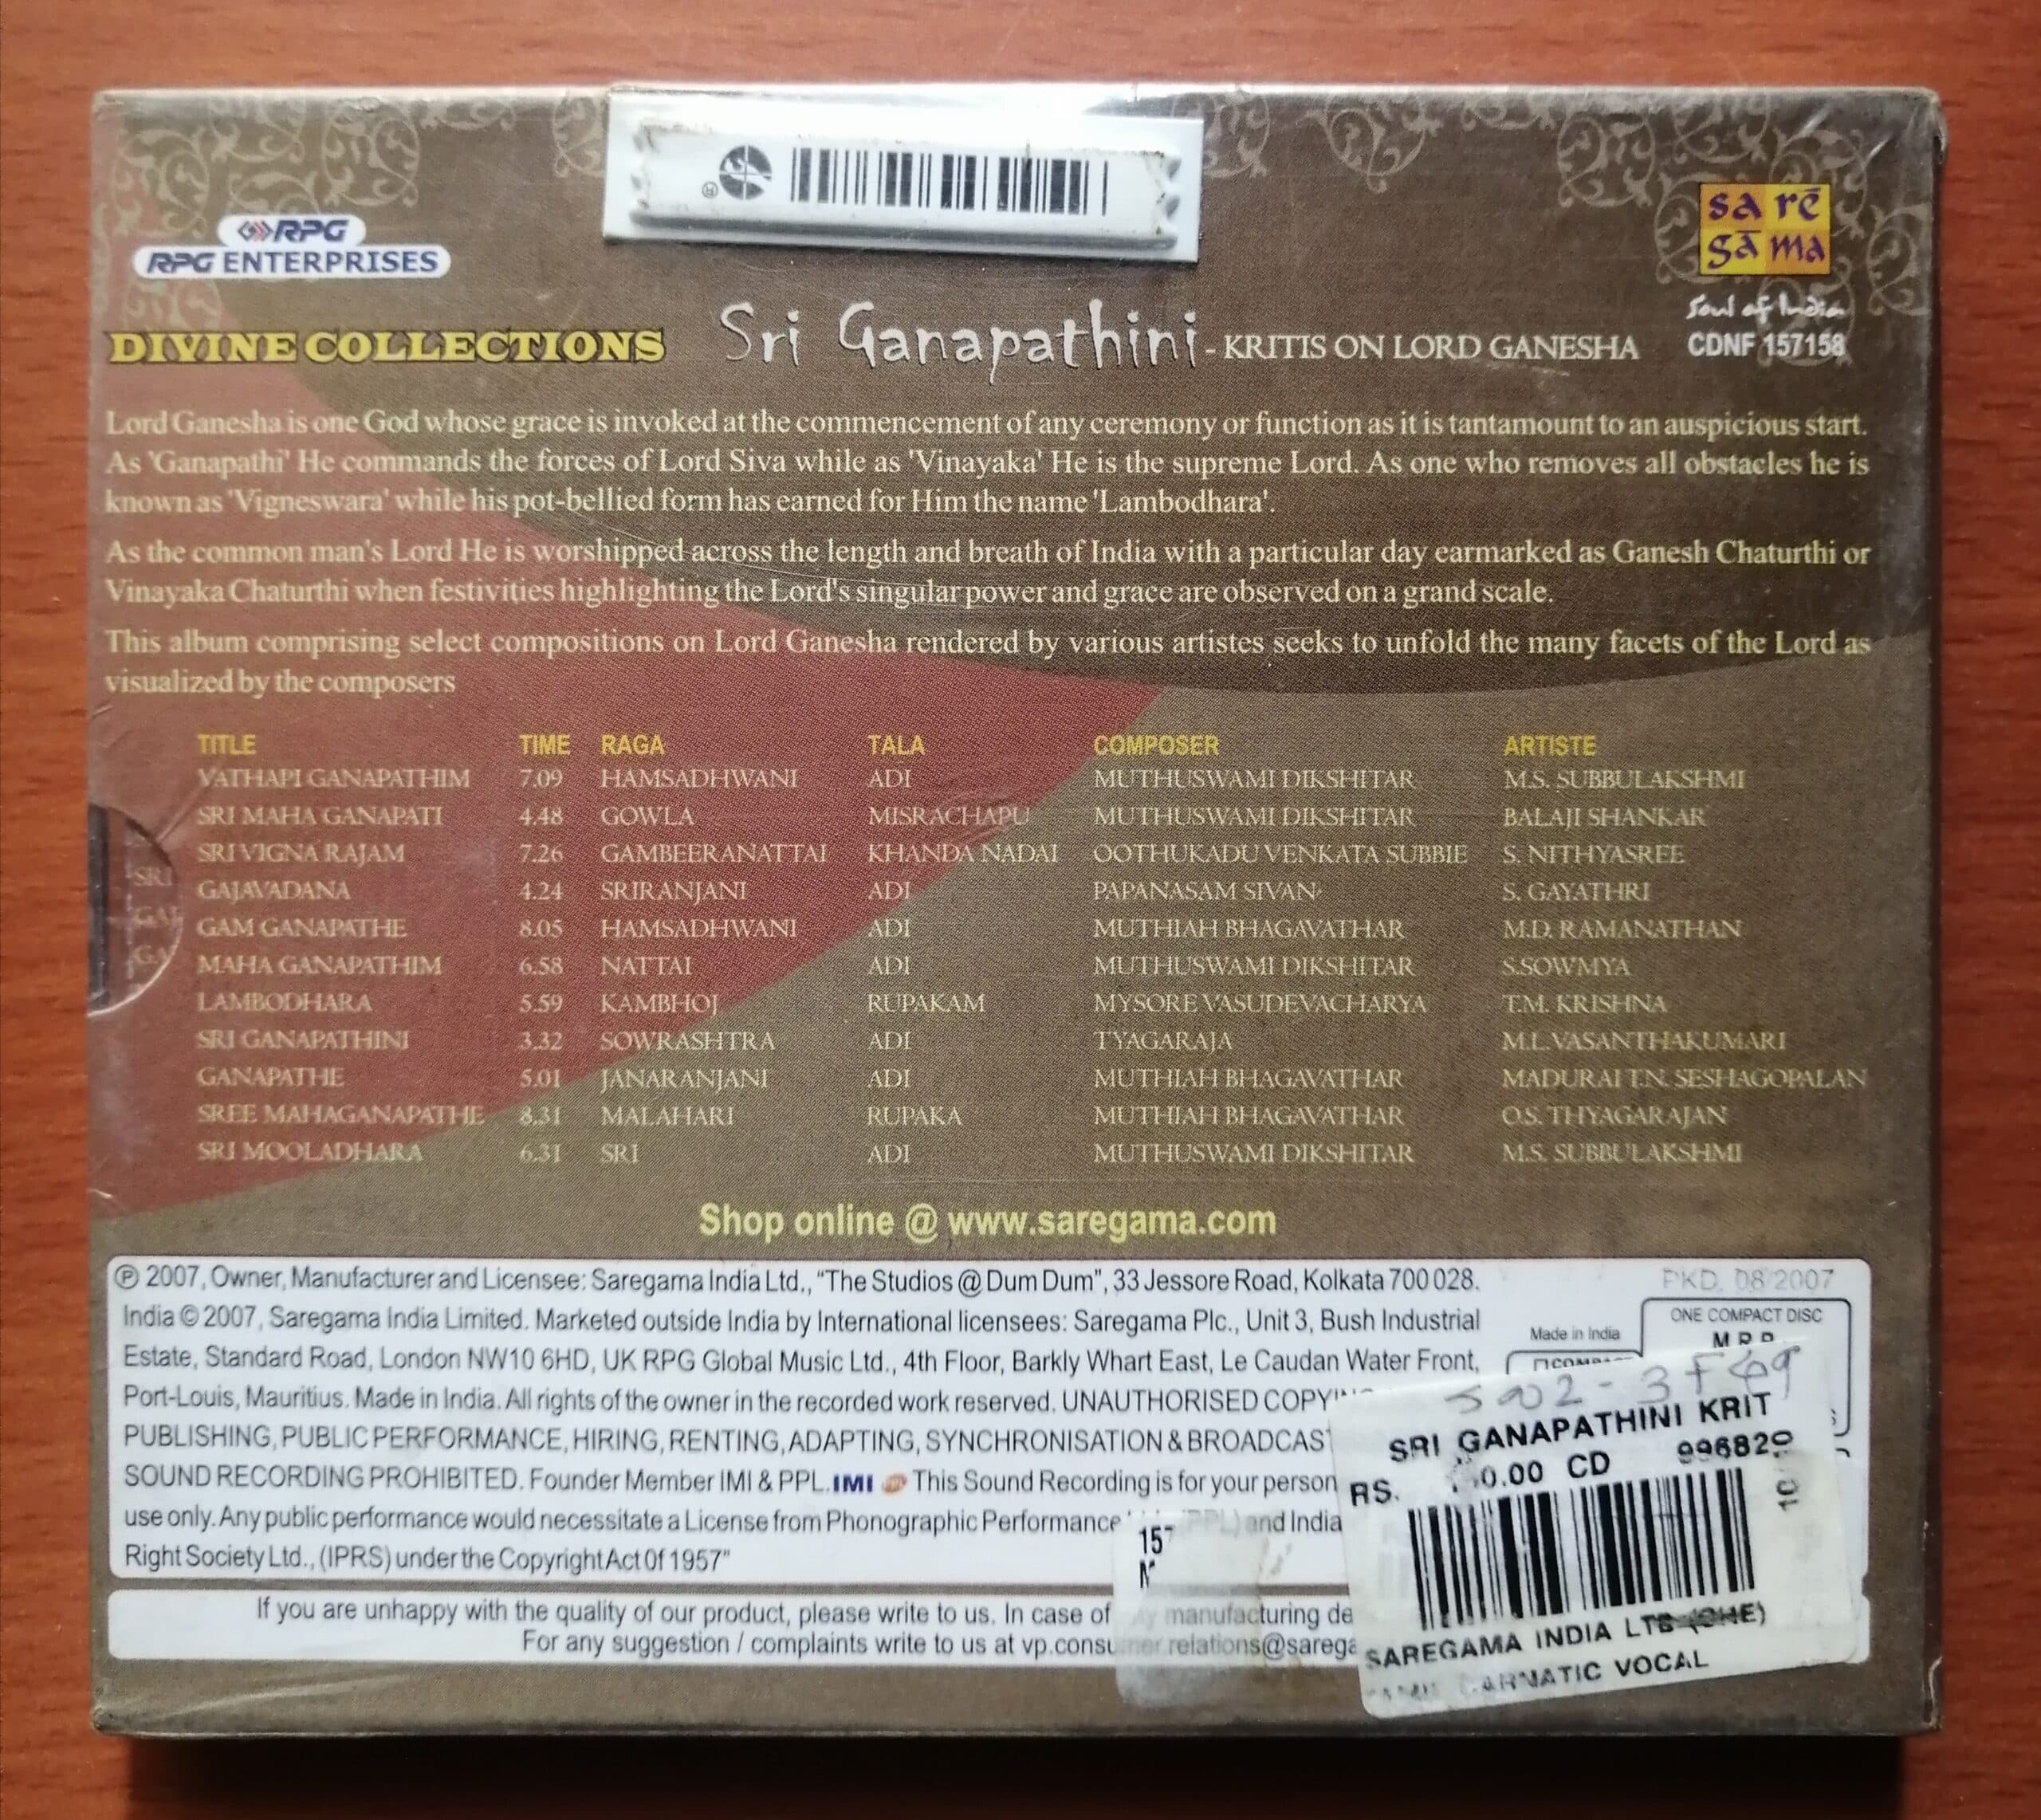 RPG
RPG ENTERPRISES
sa rē
gā ma
Soul of India
CDNF 157158
DIVINE COLLECTIONS Sri Ganapathini - KRITIS ON LORD GANESHA
Lord Ganesha is one God whose grace is invoked at the commencement of any ceremony or function as it is tantamount to an auspicious start.
As 'Ganapathi' He commands the forces of Lord Siva while as 'Vinayaka' He is the supreme Lord. As one who removes all obstacles he is
known as 'Vigneswara' while his pot-bellied form has earned for Him the name 'Lambodhara'.
As the common man's Lord He is worshipped across the length and breath of India with a particular day earmarked as Ganesh Chaturthi or
Vinayaka Chaturthi when festivities highlighting the Lord's singular power and grace are observed on a grand scale.
This album comprising select compositions on Lord Ganesha rendered by various artistes seeks to unfold the many facets of the Lord as
visualized by the composers
TITLE TIME RAGA TALA COMPOSER ARTISTE
VATHAPI GANAPATHIM 7.09 HAMSADHWANI ADI MUTHUSWAMI DIKSHITAR M.S. SUBBULAKSHMI
SRI MAHA GANAPATI 4.48 GOWLA MISRACHAPU MUTHUSWAMI DIKSHITAR BALAJI SHANKAR
SRI VIGNA RAJAM 7.26 GAMBEERANATTAI KHANDA NADAI OOTHUKADU VENKATA SUBBIE S. NITHYASREE
GAJAVADANA 4.24 SRIRANJANI ADI PAPANASAM SIVAN S. GAYATHRI
GAM GANAPATHE 8.05 HAMSADHWANI ADI MUTHIAH BHAGAVATHAR M.D. RAMANATHAN
MAHA GANAPATHIM 6.58 NATTAI ADI MUTHUSWAMI DIKSHITAR S.SOWMYA
LAMBODHARA 5.59 KAMBHOJ RUPAKAM MYSORE VASUDEVACHARYA T.M. KRISHNA
SRI GANAPATHINI 3.32 SOWRASHTRA ADI TYAGARAJA M.L.VASANTHAKUMARI
GANAPATHE 5.01 JANARANJANI ADI MUTHIAH BHAGAVATHAR MADURAI T.N. SESHAGOPALAN
SREE MAHAGANAPATHE 8.31 MALAHARI RUPAKA MUTHIAH BHAGAVATHAR O.S. THYAGARAJAN
SRI MOOLADHARA 6.31 SRI ADI MUTHUSWAMI DIKSHITAR M.S. SUBBULAKSHMI
Shop online @ www.saregama.com
℗ 2007, Owner, Manufacturer and Licensee: Saregama India Ltd., “The Studios @ Dum Dum”, 33 Jessore Road, Kolkata 700 028.
India © 2007, Saregama India Limited. Marketed outside India by International licensees: Saregama Plc., Unit 3, Bush Industrial
Estate, Standard Road, London NW10 6HD, UK RPG Global Music Ltd., 4th Floor, Barkly Whart East, Le Caudan Water Front,
Port-Louis, Mauritius. Made in India. All rights of the owner in the recorded work reserved. UNAUTHORISED COPYIN
PUBLISHING, PUBLIC PERFORMANCE, HIRING, RENTING, ADAPTING, SYNCHRONISATION & BROADCAST
SOUND RECORDING PROHIBITED. Founder Member IMI & PPL. IMI This Sound Recording is for your person
use only. Any public performance would necessitate a License from Phonographic Performance (PPL) and India
Right Society Ltd., (IPRS) under the Copyright Act 0f 1957”
PKD. 08/2007
ONE COMPACT DISC
M.R.P.
Made in India
SRI GANAPATHINI KRIT
RS. 0.00 CD 996820
SAREGAMA INDIA LTD (CHE)
CARNATIC VOCAL
If you are unhappy with the quality of our product, please write to us. In case of any manufacturing de
For any suggestion / complaints write to us at vp.consumer.relations@sarega